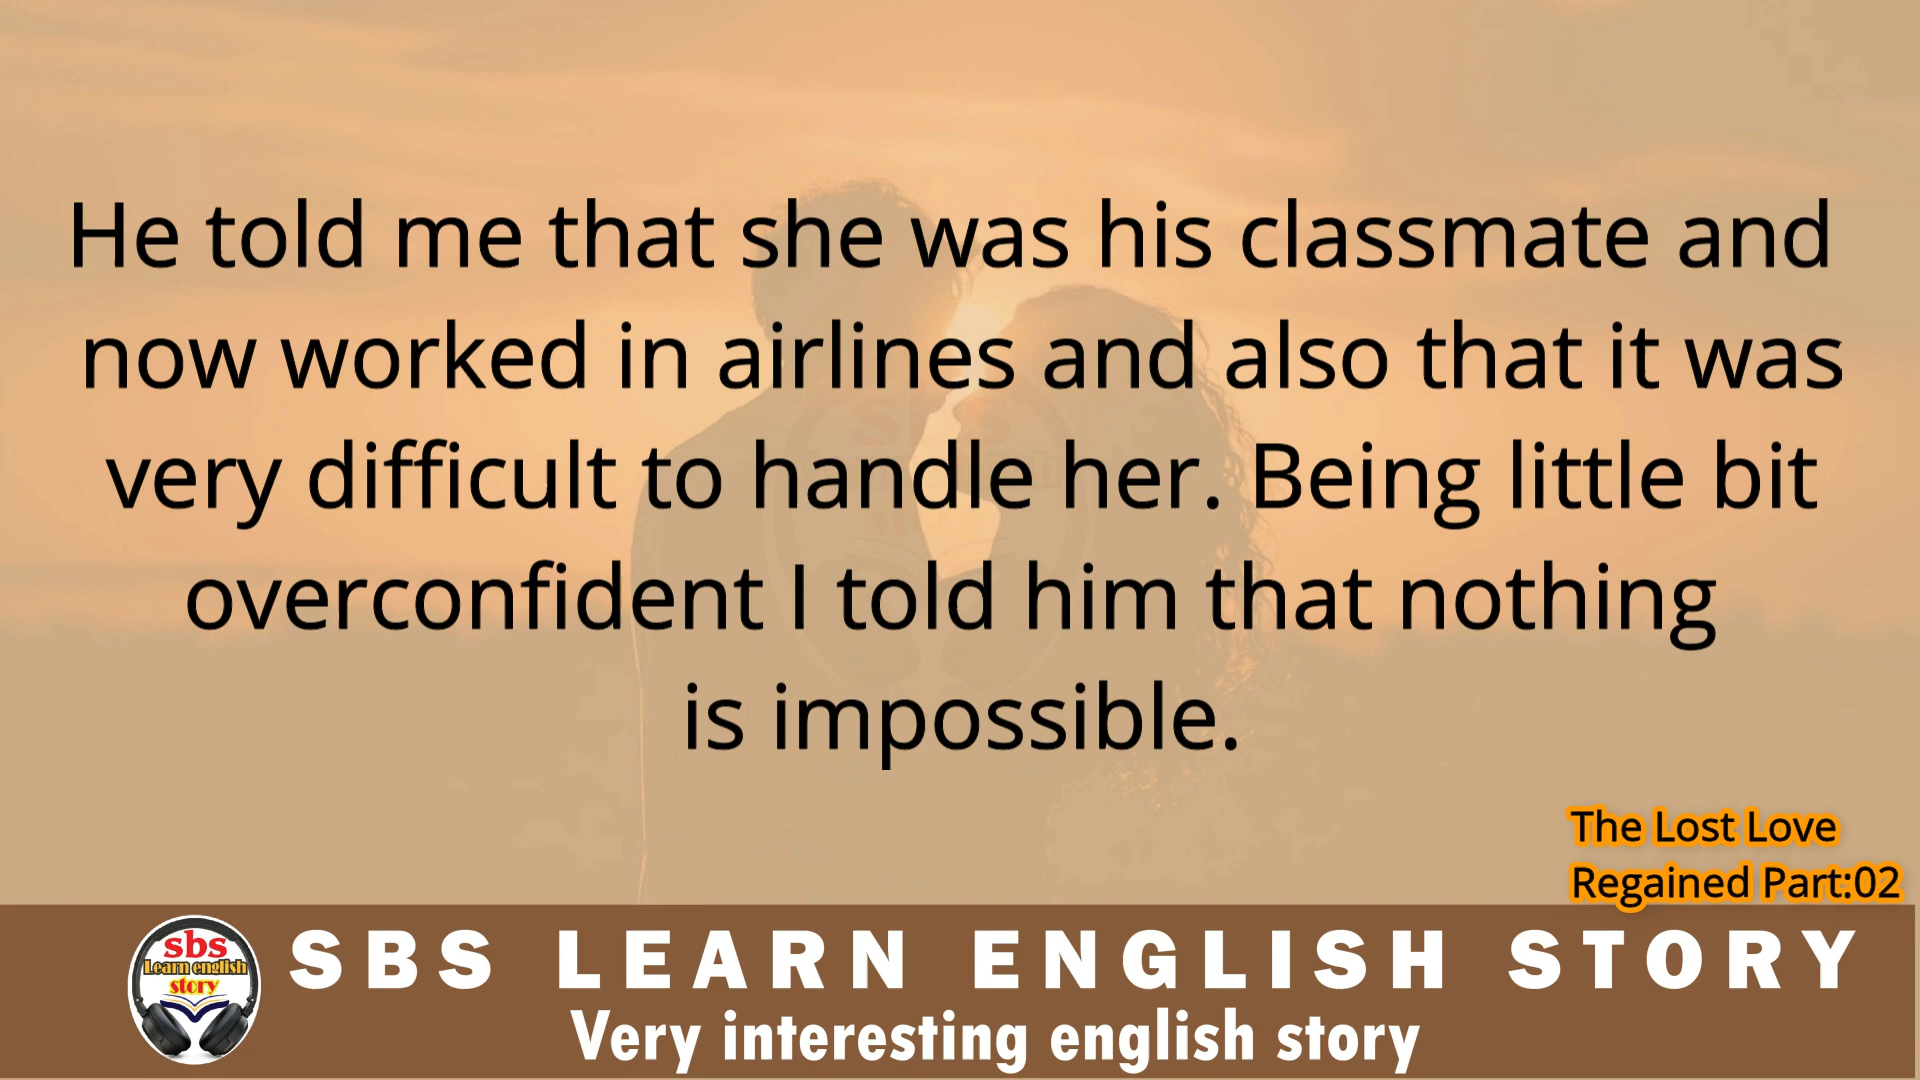 He told me that she was his classmate and
now worked in airlines and also that it was
very difficult to handle her. Being little bit
overconfident I told him that nothing
is impossible.
The Lost Love
Regained Part:02
sbs
Learn english
story
SBS LEARN ENGLISH STORY
Very interesting english story